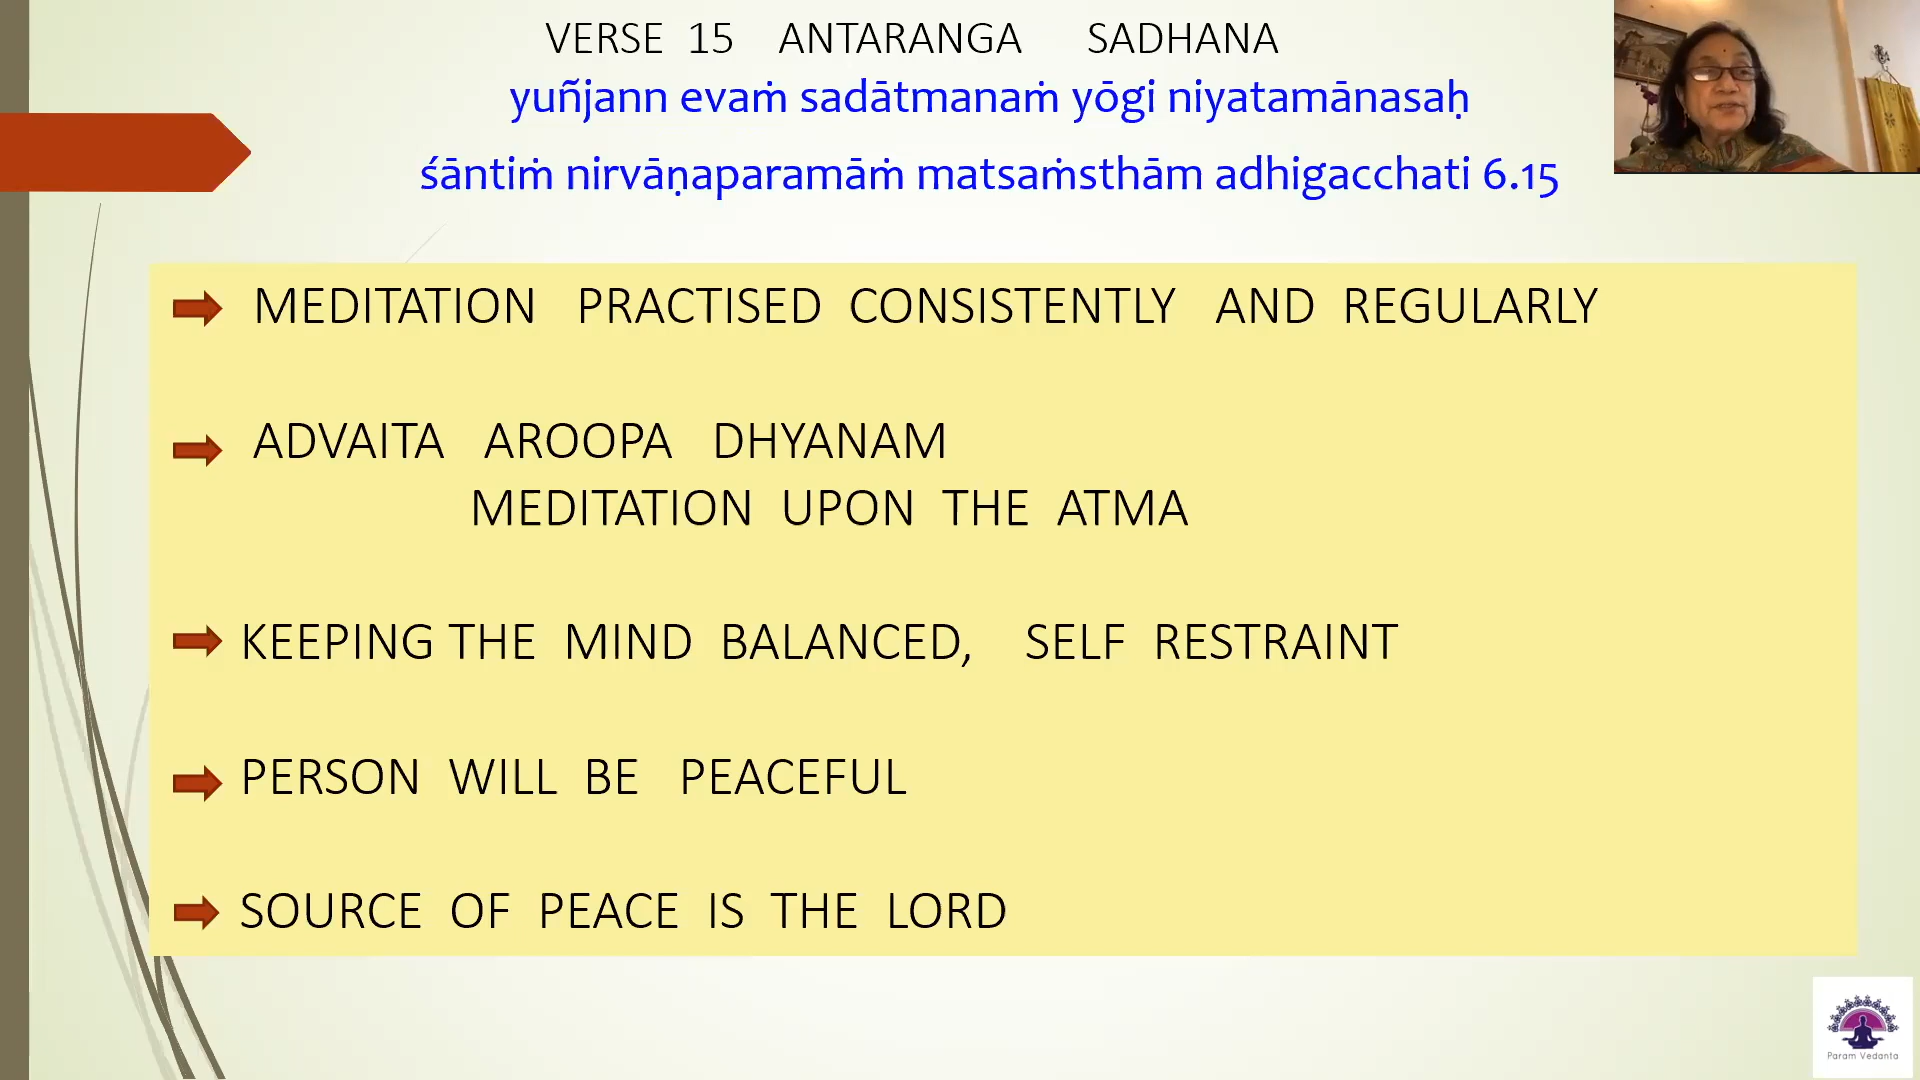 VERSE 15 ANTARANGA SADHANA
yuñjann evaṁ sadātmanaṁ yōgi niyatamānasaḥ
śāntiṁ nirvāṇaparamāṁ matsaṁsthām adhigacchati 6.15
MEDITATION PRACTISED CONSISTENTLY AND REGULARLY
ADVAITA AROOPA DHYANAM
MEDITATION UPON THE ATMA
KEEPING THE MIND BALANCED, SELF RESTRAINT
PERSON WILL BE PEACEFUL
SOURCE OF PEACE IS THE LORD
Param Vedanta